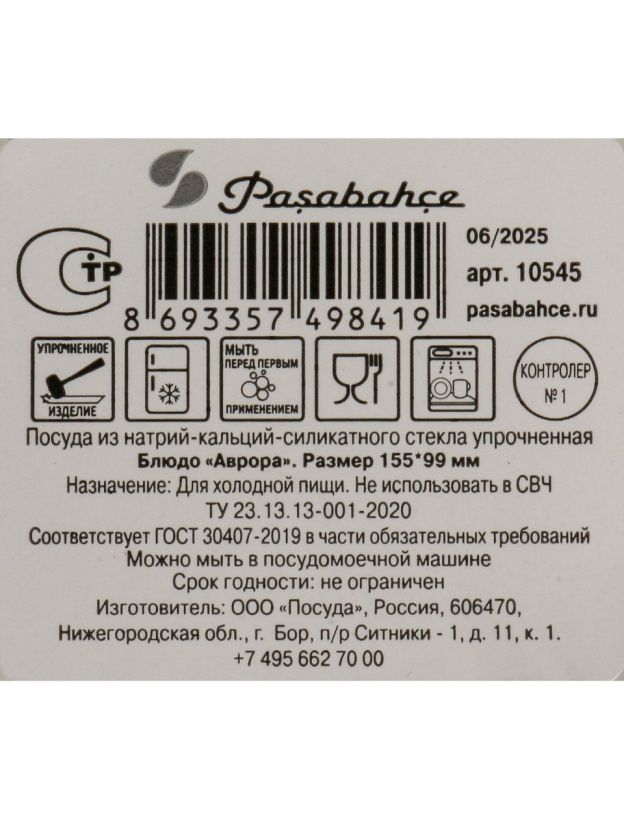 Paşabahçe
06/2025
СТР
арт. 10545
8 693357 498419
pasabahce.ru
УПРОЧНЕННОЕ
ИЗДЕЛИЕ
МЫТЬ
ПЕРЕД ПЕРВЫМ
ПРИМЕНЕНИЕМ
КОНТРОЛЕР
№ 1
Посуда из натрий-кальций-силикатного стекла упрочненная
Блюдо «Аврора». Размер 155*99 мм
Назначение: Для холодной пищи. Не использовать в СВЧ
ТУ 23.13.13-001-2020
Соответствует ГОСТ 30407-2019 в части обязательных требований
Можно мыть в посудомоечной машине
Срок годности: не ограничен
Изготовитель: ООО «Посуда», Россия, 606470,
Нижегородская обл., г. Бор, п/р Ситники - 1, д. 11, к. 1.
+7 495 662 70 00